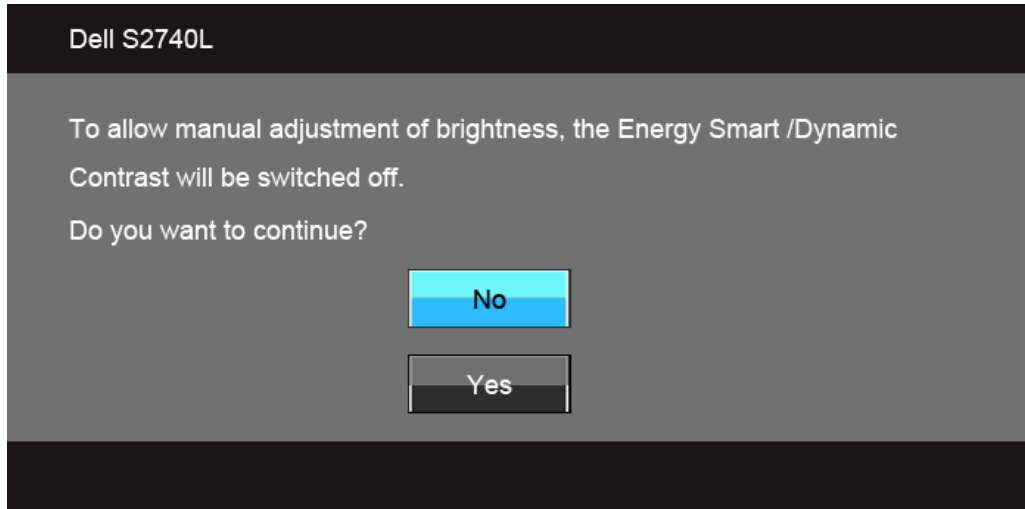 Dell S2740L
To allow manual adjustment of brightness, the Energy Smart /Dynamic
Contrast will be switched off.
Do you want to continue?
No
Yes